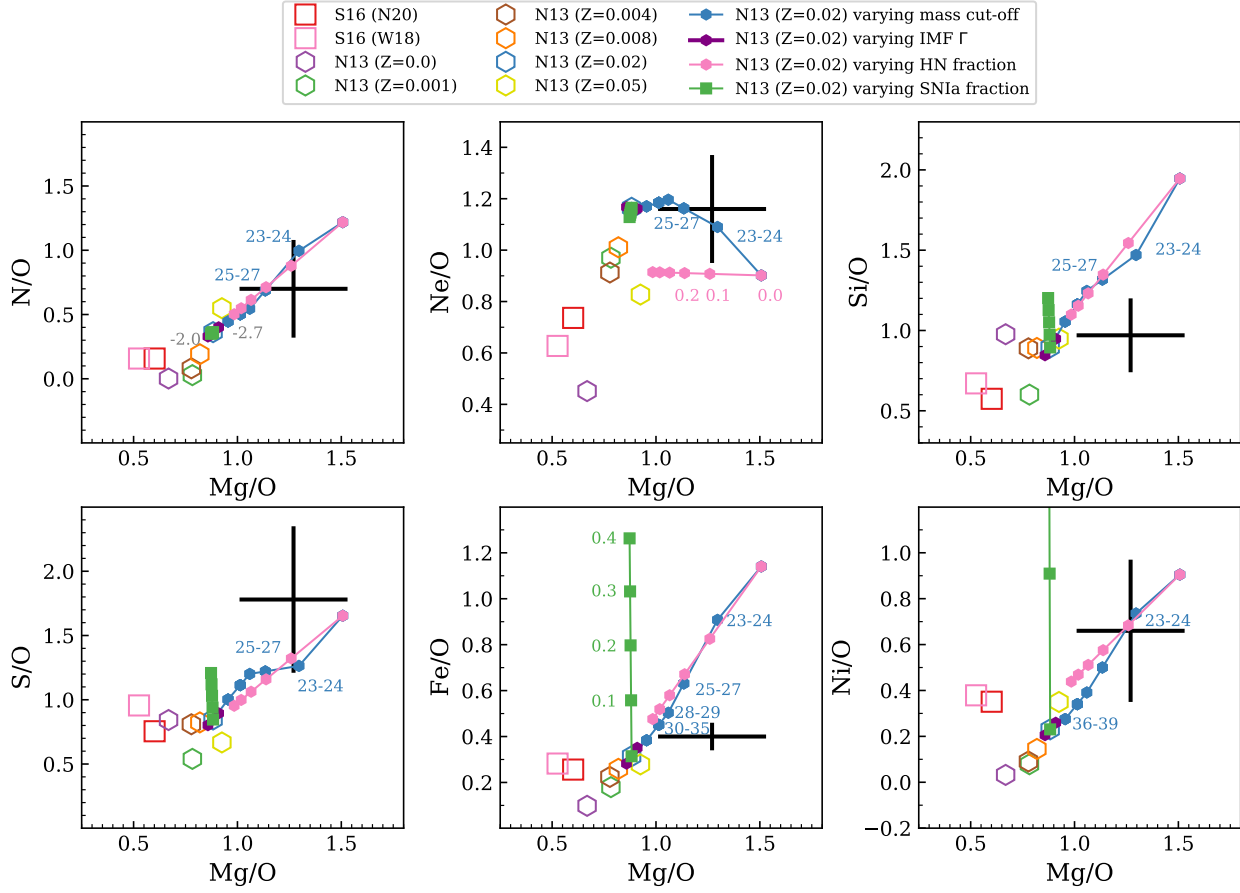 S16 (N20)
S16 (W18)
N13 (Z=0.0)
N13 (Z=0.001)
N13 (Z=0.004)
N13 (Z=0.008)
N13 (Z=0.02)
N13 (Z=0.05)
N13 (Z=0.02) varying mass cut-off
N13 (Z=0.02) varying IMF Γ
N13 (Z=0.02) varying HN fraction
N13 (Z=0.02) varying SNIa fraction
N/O
1.5
1.0
0.5
0.0
23-24
25-27
-2.0
-2.7
0.5 1.0 1.5
Mg/O
Ne/O
1.4
1.2
1.0
0.8
0.6
0.4
25-27
23-24
0.2 0.1 0.0
0.5 1.0 1.5
Mg/O
Si/O
2.0
1.5
1.0
0.5
23-24
25-27
0.5 1.0 1.5
Mg/O
S/O
2.0
1.5
1.0
0.5
25-27
23-24
0.5 1.0 1.5
Mg/O
Fe/O
1.2
1.0
0.8
0.6
0.4
0.2
0.4
0.3
0.2
0.1
23-24
25-27
28-29
30-35
0.5 1.0 1.5
Mg/O
Ni/O
1.0
0.8
0.6
0.4
0.2
0.0
−0.2
23-24
36-39
0.5 1.0 1.5
Mg/O